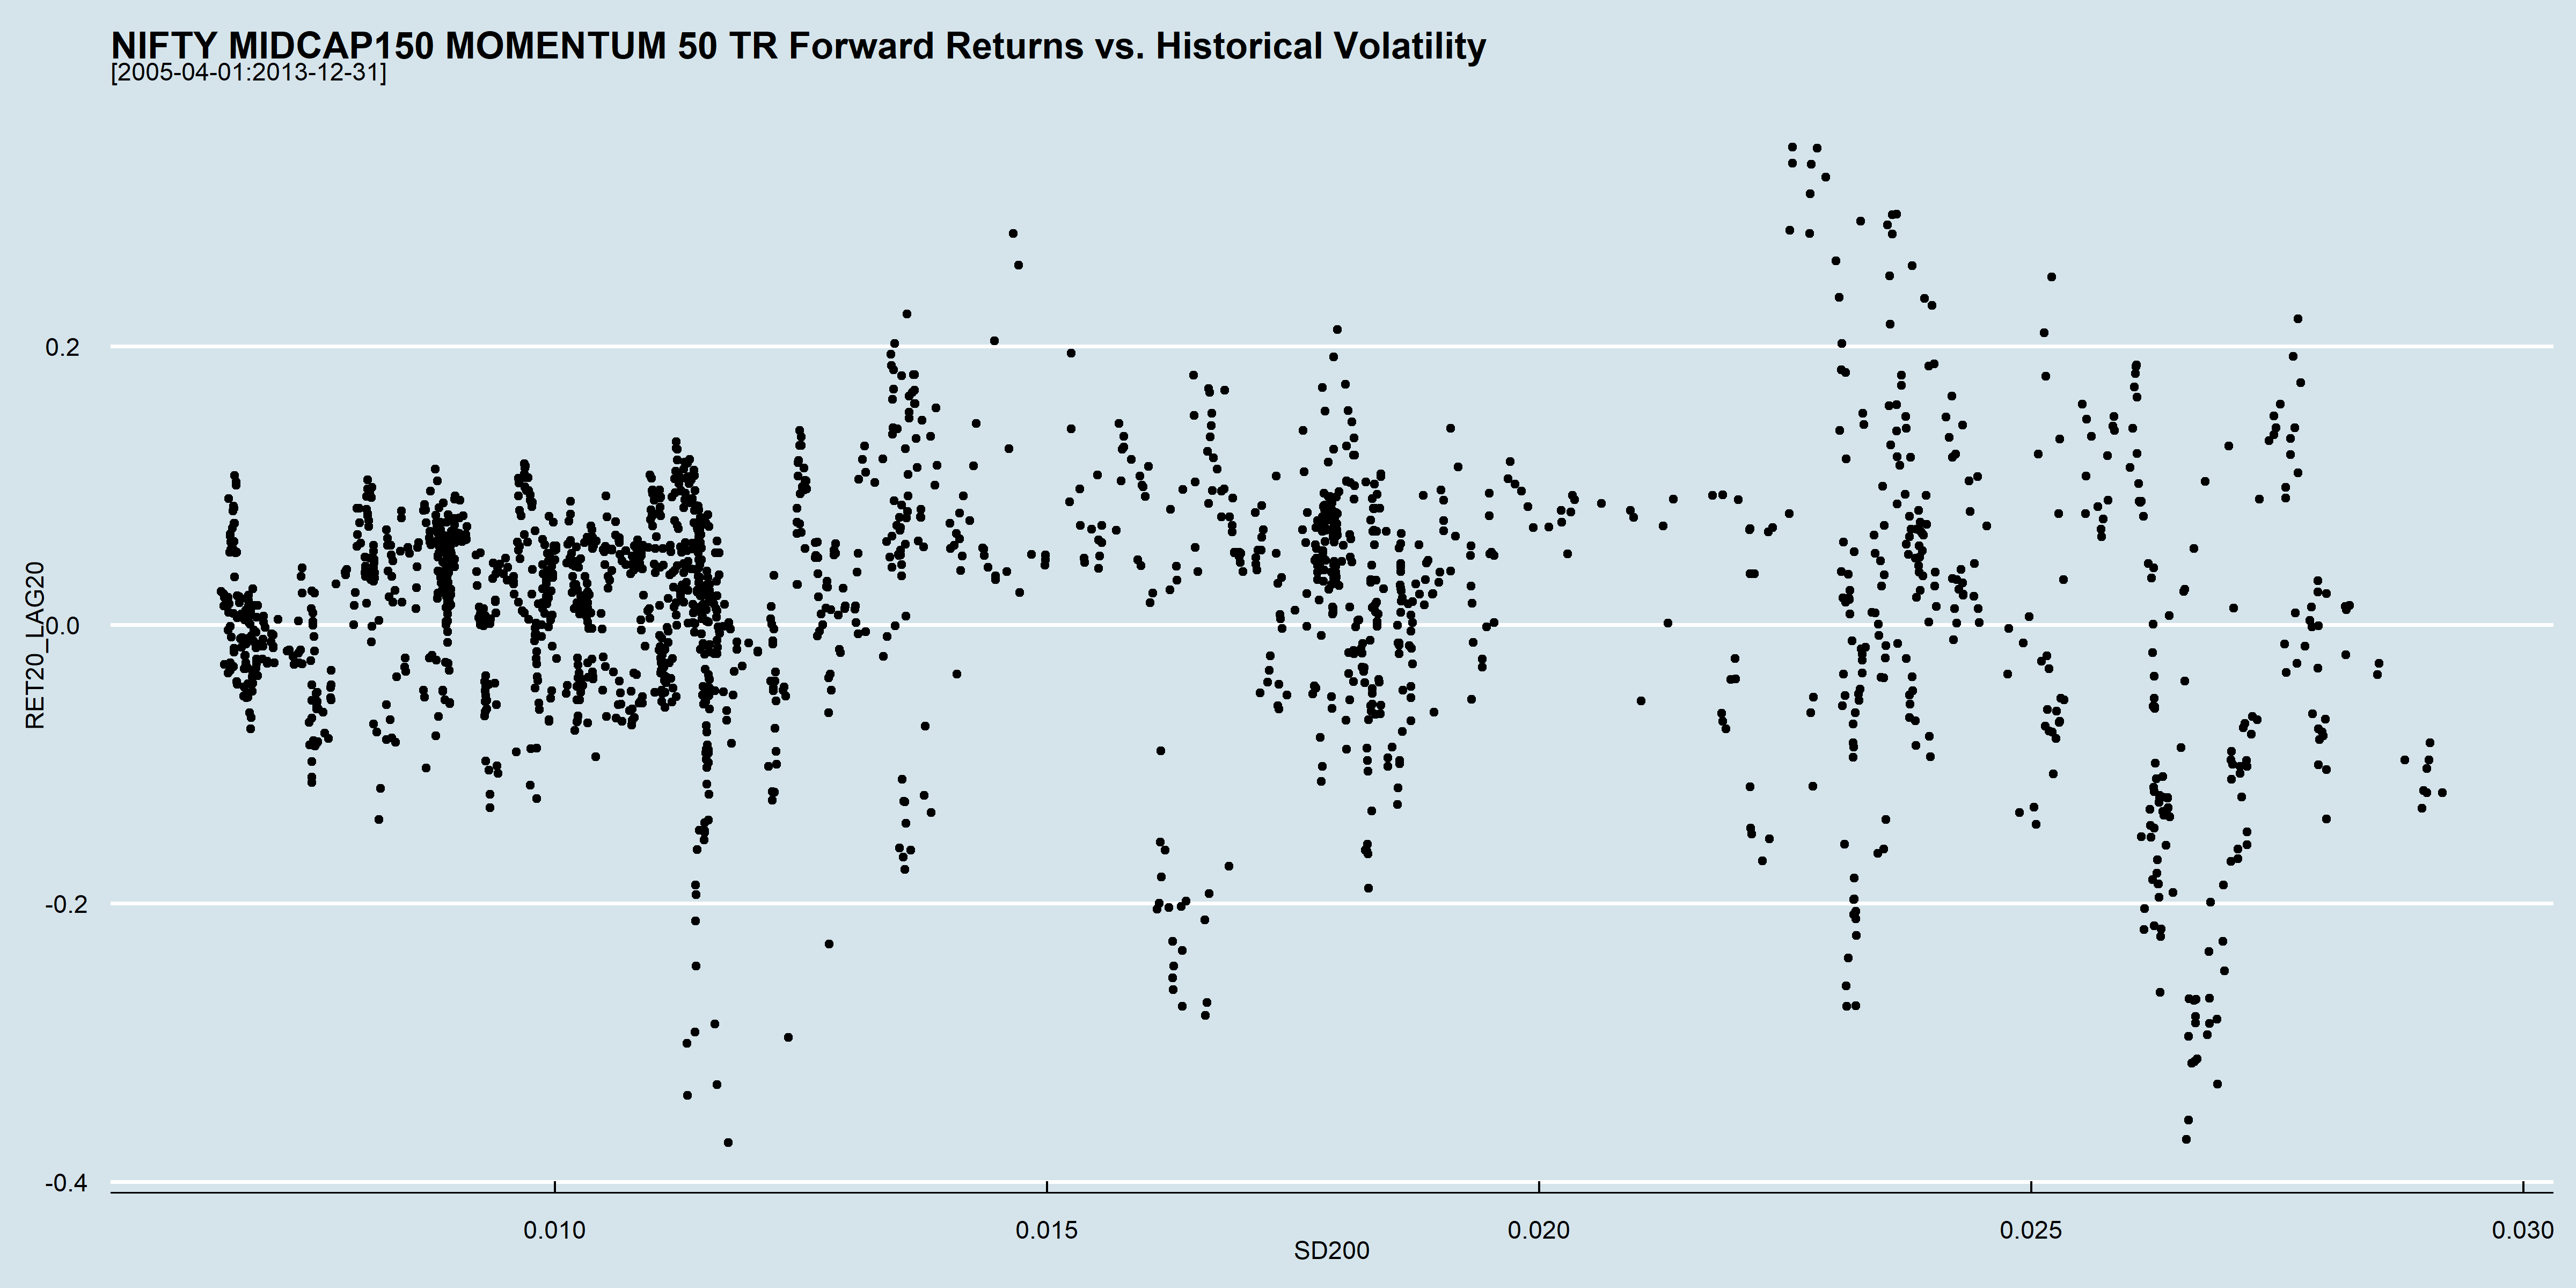 NIFTY MIDCAP150 MOMENTUM 50 TR Forward Returns vs. Historical Volatility
[2005-04-01:2013-12-31]
0.2
0.0
-0.2
-0.4
RET20_LAG20
0.010 0.015 0.020 0.025 0.030
SD200